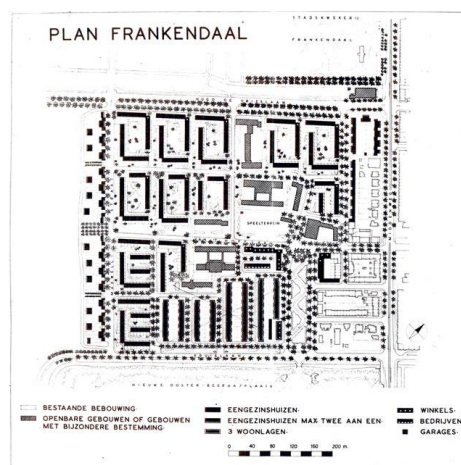 STADSKWEKERIJ
FRANKENDAAL
PLAN FRANKENDAAL
SPEELTERREIN
NIEUWE OOSTER-BEGRAAFPLAATS
BESTAANDE BEBOUWING·
OPENBARE GEBOUWEN OF GEBOUWEN
MET BIJZONDERE BESTEMMING·
EENGEZINSHUIZEN·
EENGEZINSHUIZEN MAX·TWEE AAN EEN·
3 WOONLAGEN·
WINKELS·
BEDRIJVEN·
GARAGES·
0 40 80 120 160 200 m